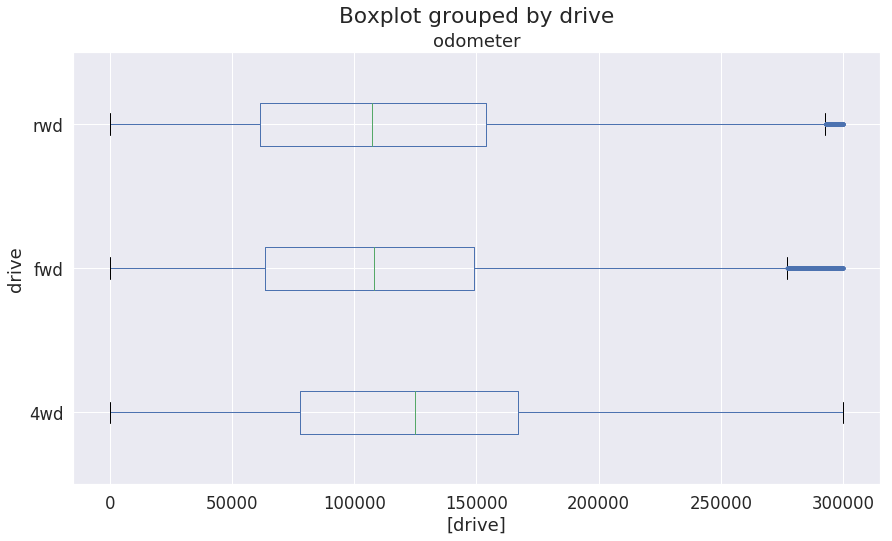 Boxplot grouped by drive
odometer
rwd
fwd
4wd
drive
0 50000 100000 150000 200000 250000 300000
[drive]